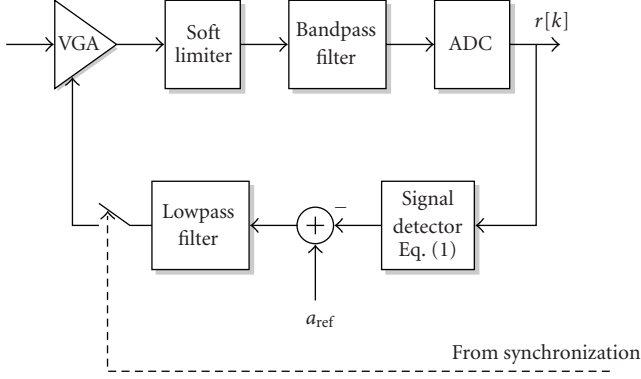 r[k]
VGA
Soft
limiter
Bandpass
filter
ADC
Lowpass
filter
+
−
Signal
detector
Eq. (1)
a_ref
From synchronization